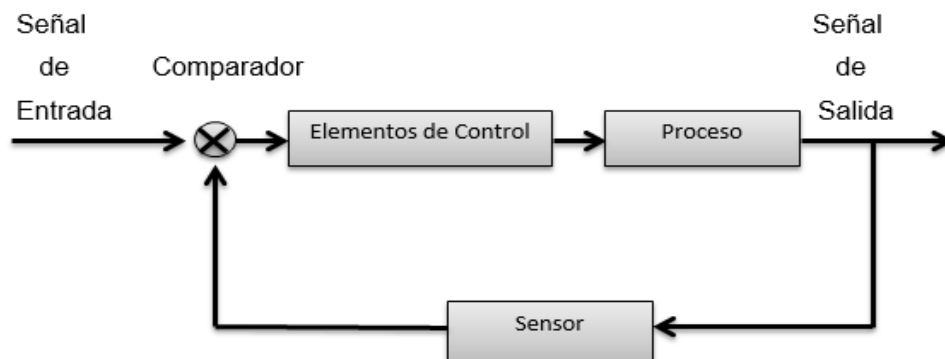 Señal
de
Entrada
Comparador
Elementos de Control
Proceso
Señal
de
Salida
Sensor